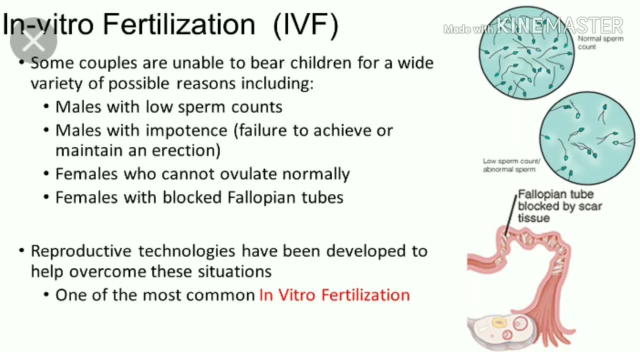 In-vitro Fertilization (IVF)
Made with KINEMASTER
Normal sperm
count
• Some couples are unable to bear children for a wide
variety of possible reasons including:
• Males with low sperm counts
• Males with impotence (failure to achieve or
maintain an erection)
• Females who cannot ovulate normally
• Females with blocked Fallopian tubes
Low sperm count/
abnormal sperm
Fallopian tube
blocked by scar
tissue
• Reproductive technologies have been developed to
help overcome these situations
• One of the most common In Vitro Fertilization